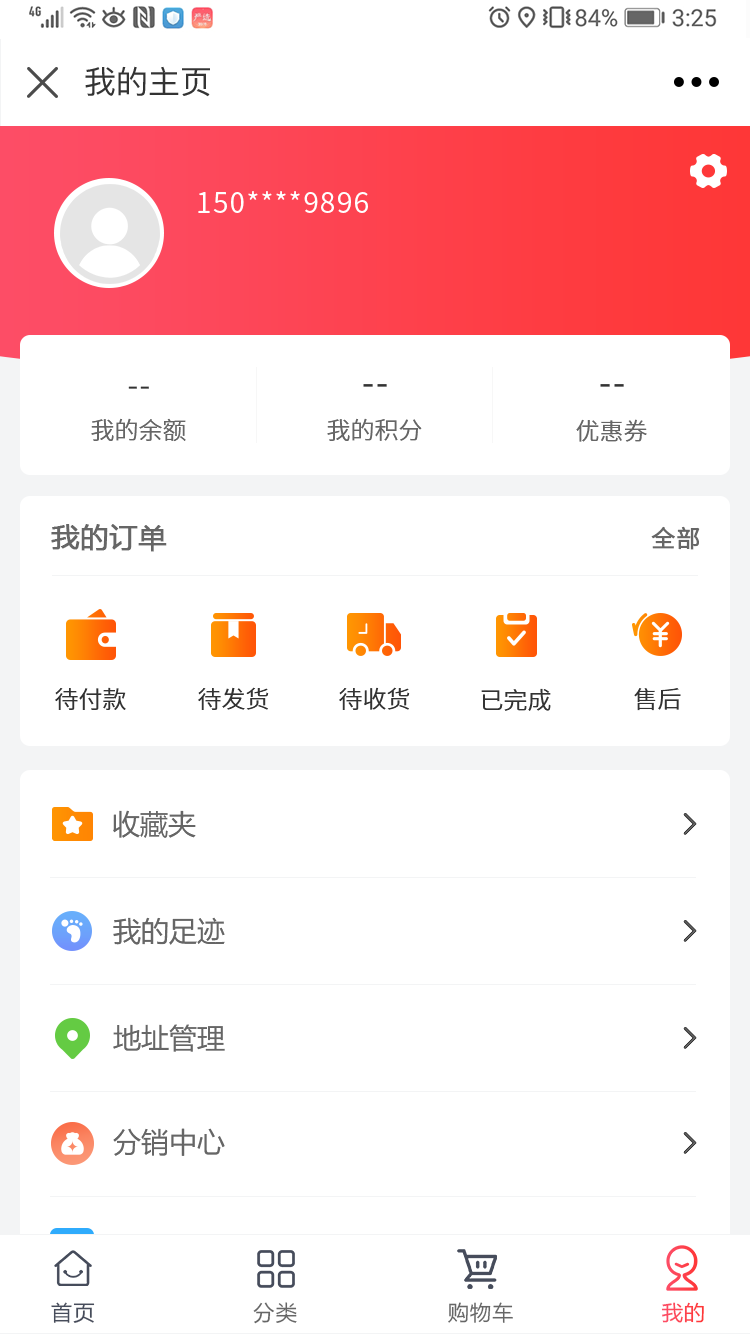 4G 84% 3:25
我的主页
150****9896
-- -- --
我的余额 我的积分 优惠券
我的订单 全部
待付款 待发货 待收货 已完成 售后
收藏夹
我的足迹
地址管理
分销中心
首页 分类 购物车 我的